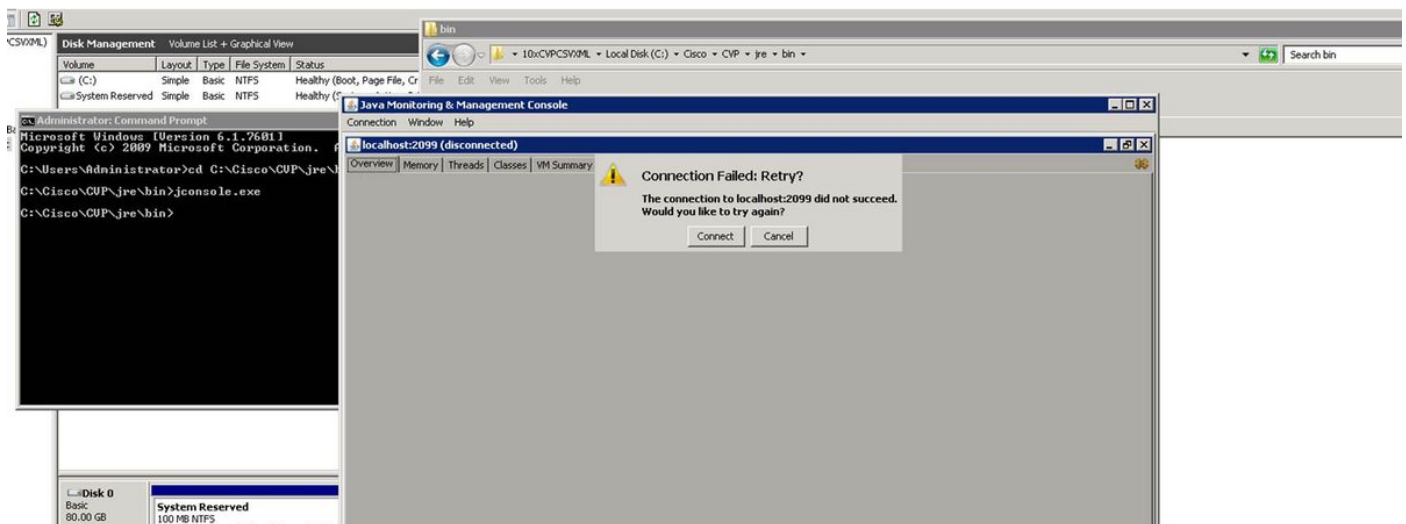 CSVXML)
Disk Management Volume List + Graphical View
Volume Layout Type File System Status
(C:) Simple Basic NTFS Healthy (Boot, Page File, Cr
System Reserved Simple Basic NTFS Healthy (
bin
10xCVPCSVXML Local Disk (C:) Cisco CVP jre bin
Search bin
File Edit View Tools Help
Administrator: Command Prompt
Microsoft Windows [Version 6.1.7601]
Copyright (c) 2009 Microsoft Corporation.
C:\Users\Administrator>cd C:\Cisco\CVP\jre\b
C:\Cisco\CVP\jre\bin>jconsole.exe
C:\Cisco\CVP\jre\bin>
Java Monitoring & Management Console
Connection Window Help
localhost:2099 (disconnected)
Overview Memory Threads Classes VM Summary
Connection Failed: Retry?
The connection to localhost:2099 did not succeed.
Would you like to try again?
Connect Cancel
Disk 0
Basic
80.00 GB
System Reserved
100 MB NTFS